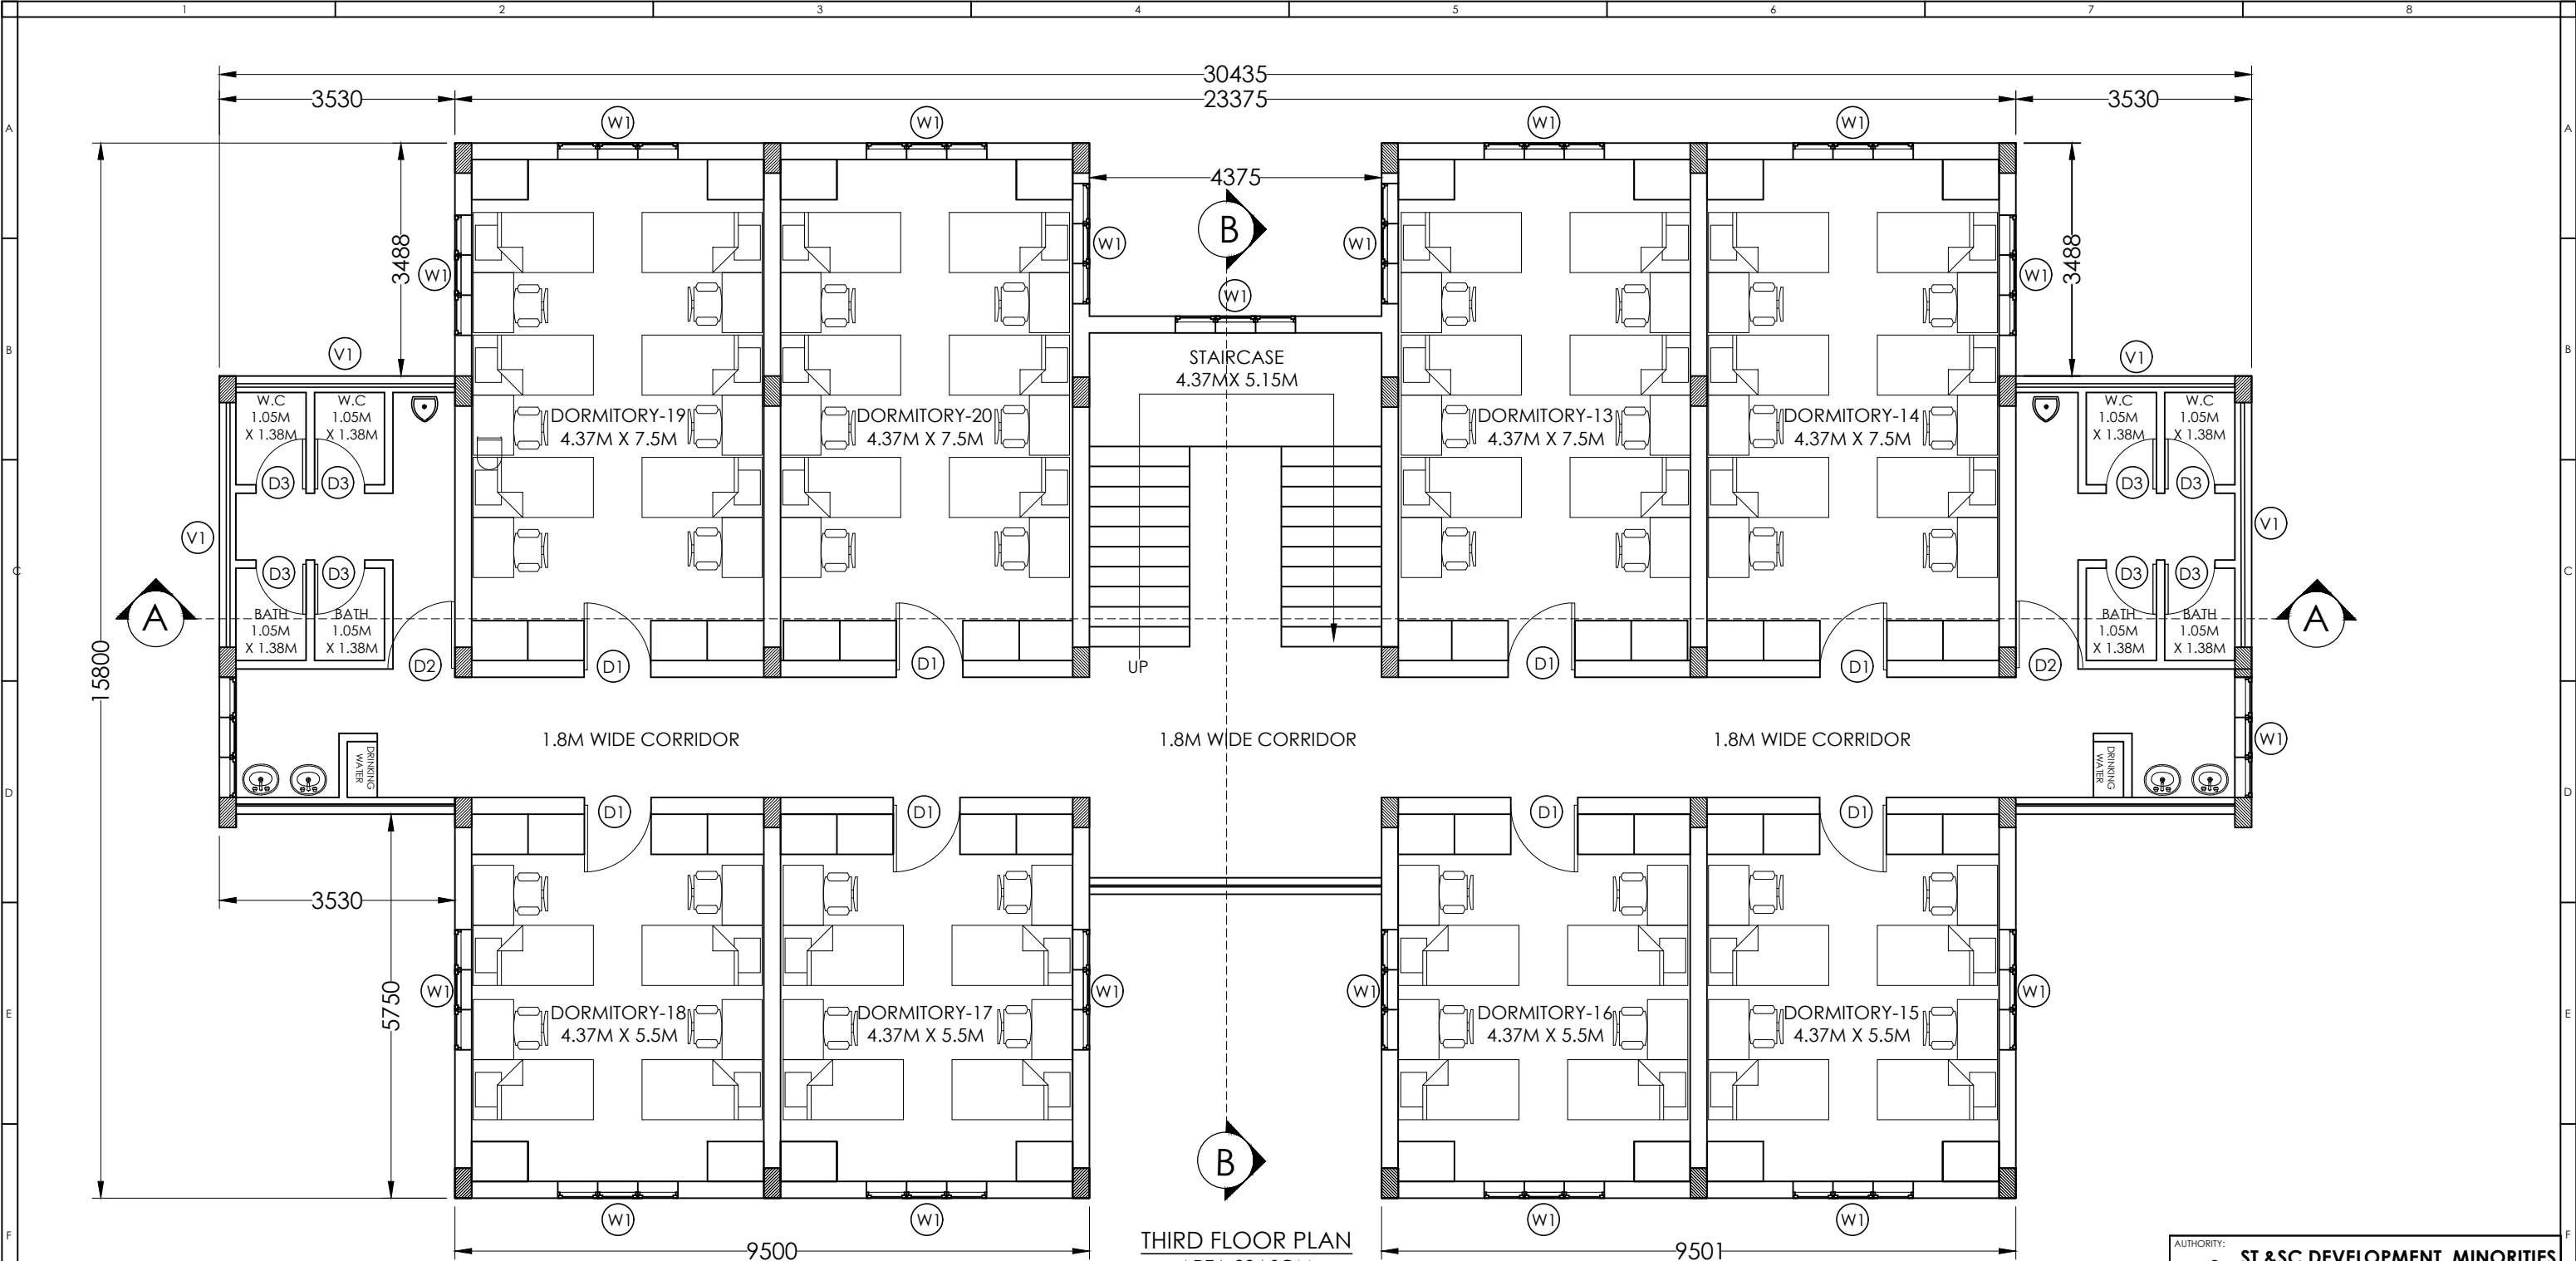 1 2 3 4 5 6 7 8
30435
3530 23375 3530
W1 W1 W1 W1
A A
4375
B
3488 3488
W1 W1 W1 W1
W1
V1 V1
B B
STAIRCASE
4.37MX 5.15M
W.C
1.05M
X 1.38M
W.C
1.05M
X 1.38M
DORMITORY-19
4.37M X 7.5M
DORMITORY-20
4.37M X 7.5M
DORMITORY-13
4.37M X 7.5M
DORMITORY-14
4.37M X 7.5M
W.C
1.05M
X 1.38M
W.C
1.05M
X 1.38M
D3 D3 D3 D3
V1 V1
C C
D3 D3 D3 D3
BATH
1.05M
X 1.38M
BATH
1.05M
X 1.38M
BATH
1.05M
X 1.38M
BATH
1.05M
X 1.38M
A A
15800
D2 D1 D1 UP D1 D1 D2
1.8M WIDE CORRIDOR 1.8M WIDE CORRIDOR 1.8M WIDE CORRIDOR
W1
DRINKING
WATER
DRINKING
WATER
D D
D1 D1 D1 D1
3530
5750
W1 W1 W1 W1
E E
DORMITORY-18
4.37M X 5.5M
DORMITORY-17
4.37M X 5.5M
DORMITORY-16
4.37M X 5.5M
DORMITORY-15
4.37M X 5.5M
B
W1 W1 W1 W1
F F
THIRD FLOOR PLAN
9500 9501
AUTHORITY:
ST &SC DEVELOPMENT, MINORITIES